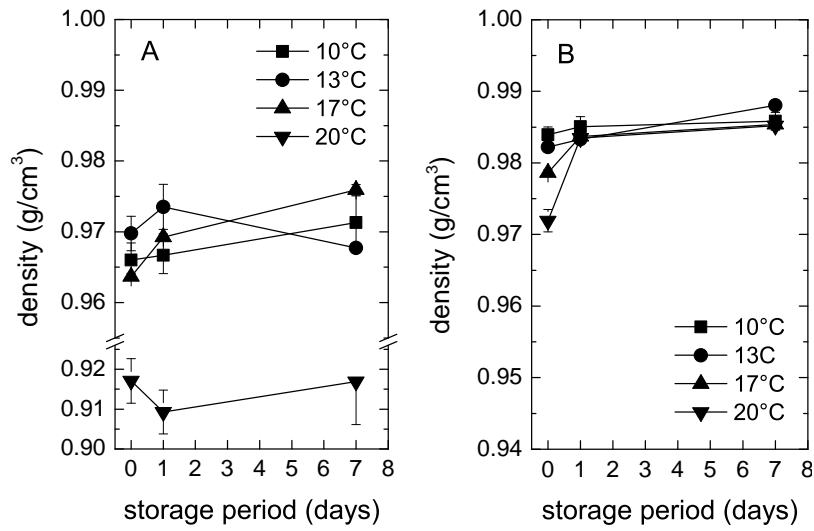 A
10°C
13°C
17°C
20°C
1.00
0.99
0.98
0.97
0.96
0.92
0.91
0.90
density (g/cm³)
0 1 2 3 4 5 6 7 8
storage period (days)
B
1.00
0.99
0.98
0.97
0.96
0.95
0.94
density (g/cm³)
10°C
13C
17°C
20°C
0 1 2 3 4 5 6 7 8
storage period (days)